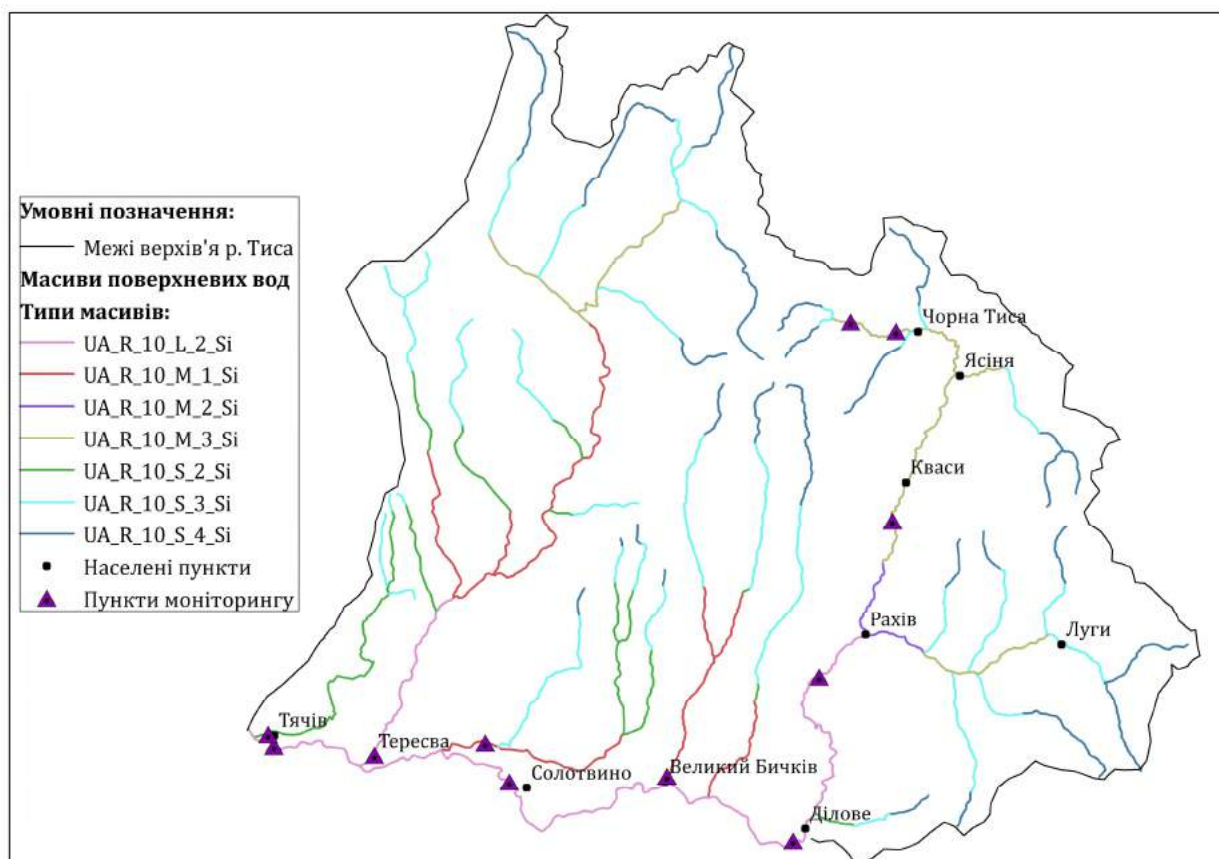 Умовні позначення:
Межі верхів'я р. Тиса
Масиви поверхневих вод
Типи масивів:
UA_R_10_L_2_Si
UA_R_10_M_1_Si
UA_R_10_M_2_Si
UA_R_10_M_3_Si
UA_R_10_S_2_Si
UA_R_10_S_3_Si
UA_R_10_S_4_Si
Населені пункти
Пункти моніторингу
Чорна Тиса
Ясіня
Кваси
Рахів
Луги
Тячів
Тересва
Солотвино
Великий Бичків
Ділове